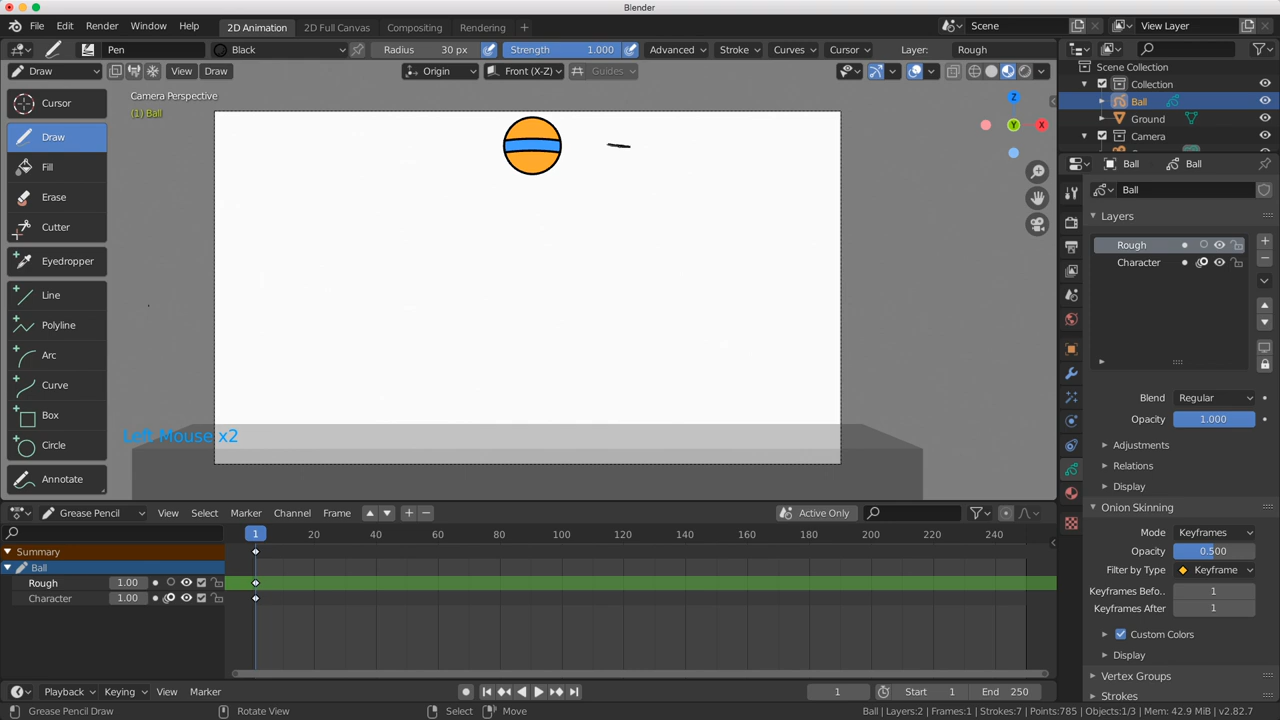 Blender
File Edit Render Window Help 2D Animation 2D Full Canvas Compositing Rendering + Scene View Layer
Pen Black Radius 30 px Strength 1.000 Advanced Stroke Curves Cursor Layer: Rough
Draw View Draw Origin Front (X-Z) Guides
Scene Collection
Collection
Ball
Ground
Camera
Camera Perspective
(1) Ball
Z
Y
X
Cursor
Draw
Fill
Erase
Cutter
Eyedropper
Line
Polyline
Arc
Curve
Box
Circle
Annotate
Left Mouse x2
Ball Ball
Ball
Layers
Rough
Character
Blend Regular
Opacity 1.000
Adjustments
Relations
Display
Onion Skinning
Mode Keyframes
Opacity 0.500
Filter by Type Keyframe
Keyframes Befo.. 1
Keyframes After 1
Custom Colors
Display
Vertex Groups
Strokes
Grease Pencil View Select Marker Channel Frame Active Only
1 20 40 60 80 100 120 140 160 180 200 220 240
Summary
Ball
Rough 1.00
Character 1.00
Playback Keying View Marker 1 Start 1 End 250
Grease Pencil Draw Rotate View Select Move Ball | Layers:2 | Frames:1 | Strokes:7 | Points:785 | Objects:1/3 | Mem: 42.9 MiB | v2.82.7